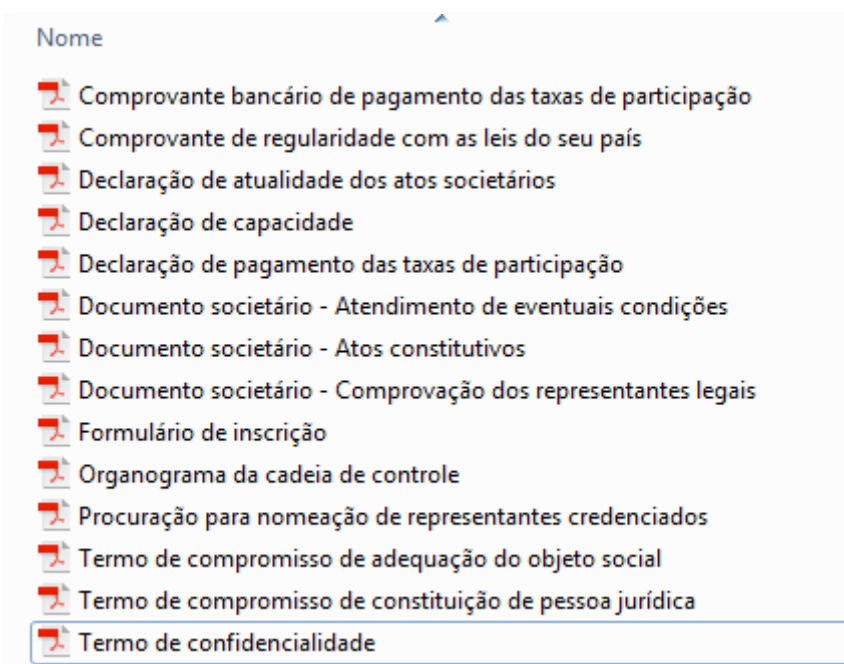 Nome
Comprovante bancário de pagamento das taxas de participação
Comprovante de regularidade com as leis do seu país
Declaração de atualidade dos atos societários
Declaração de capacidade
Declaração de pagamento das taxas de participação
Documento societário - Atendimento de eventuais condições
Documento societário - Atos constitutivos
Documento societário - Comprovação dos representantes legais
Formulário de inscrição
Organograma da cadeia de controle
Procuração para nomeação de representantes credenciados
Termo de compromisso de adequação do objeto social
Termo de compromisso de constituição de pessoa jurídica
Termo de confidencialidade